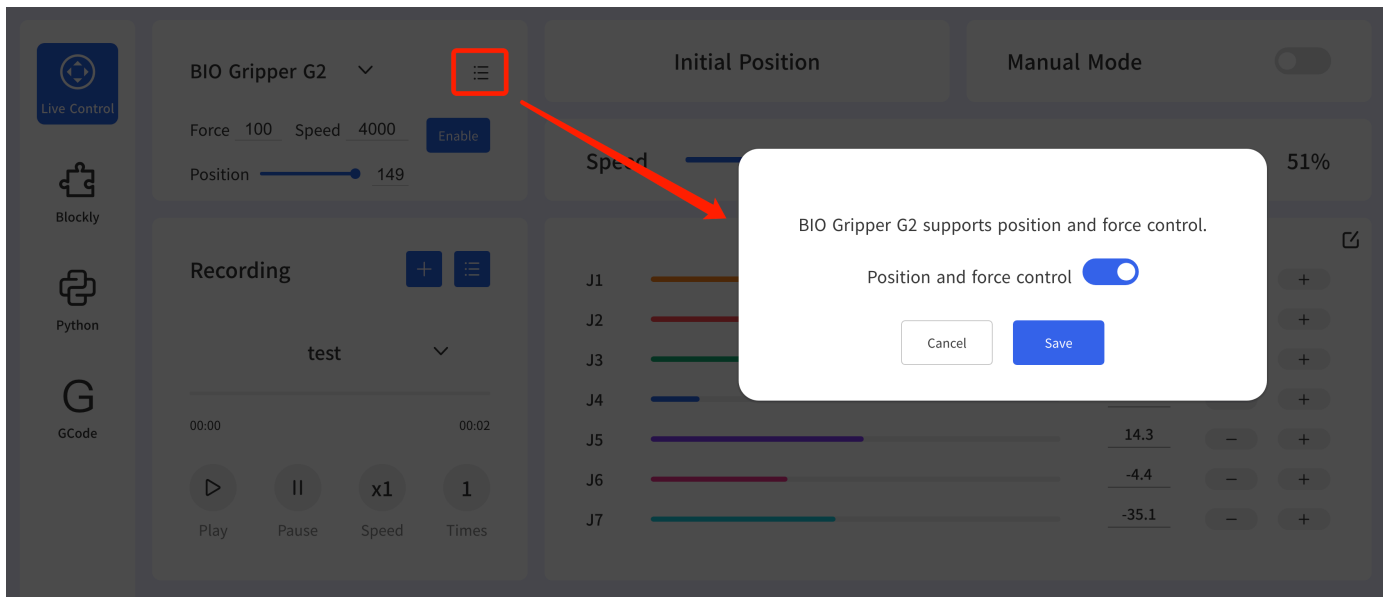 Live Control
Blockly
Python
GCode
BIO Gripper G2
Force 100 Speed 4000 Enable
Position 149
Recording
test
00:00 00:02
x1 1
Play Pause Speed Times
Initial Position
Manual Mode
Speed 51%
BIO Gripper G2 supports position and force control.
Position and force control
Cancel Save
J1
J2
J3
J4
J5 14.3
J6 -4.4
J7 -35.1